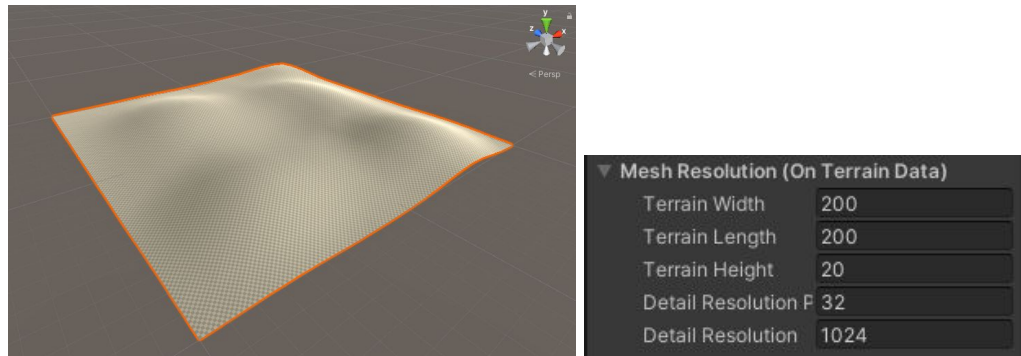 y
z
x
< Persp
Mesh Resolution (On Terrain Data)
Terrain Width 200
Terrain Length 200
Terrain Height 20
Detail Resolution P 32
Detail Resolution 1024